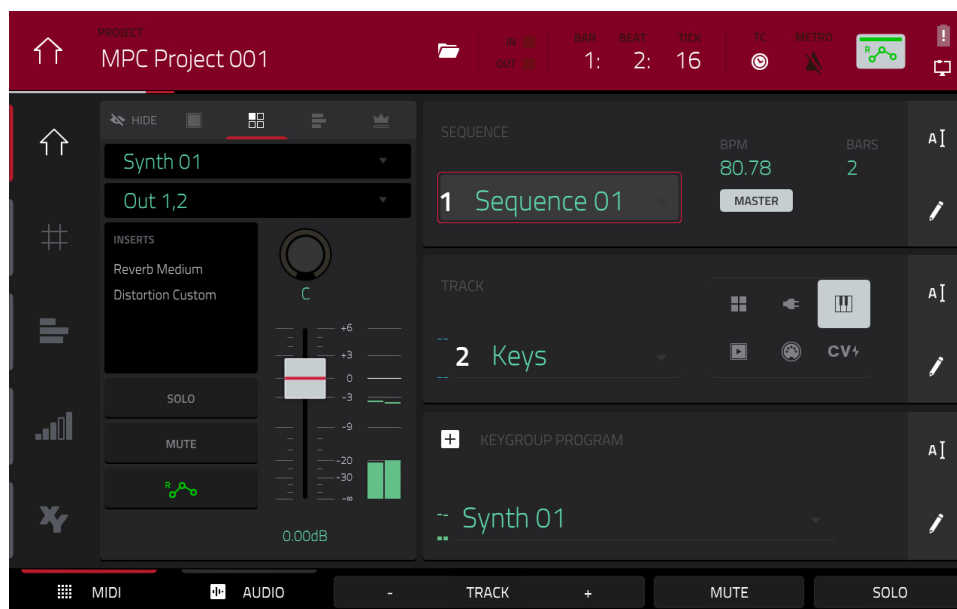 PROJECT
MPC Project 001
IN
OUT
BAR BEAT TICK
1: 2: 16
TC METRO
R
HIDE
Synth 01
Out 1,2
INSERTS
Reverb Medium
Distortion Custom
C
+6
+3
0
-3
-9
-20
-30
-∞
SOLO
MUTE
R
0.00dB
SEQUENCE
1 Sequence 01
BPM
80.78
BARS
2
MASTER
A
TRACK
2 Keys
CV
A
KEYGROUP PROGRAM
Synth 01
A
XY
MIDI AUDIO - TRACK + MUTE SOLO